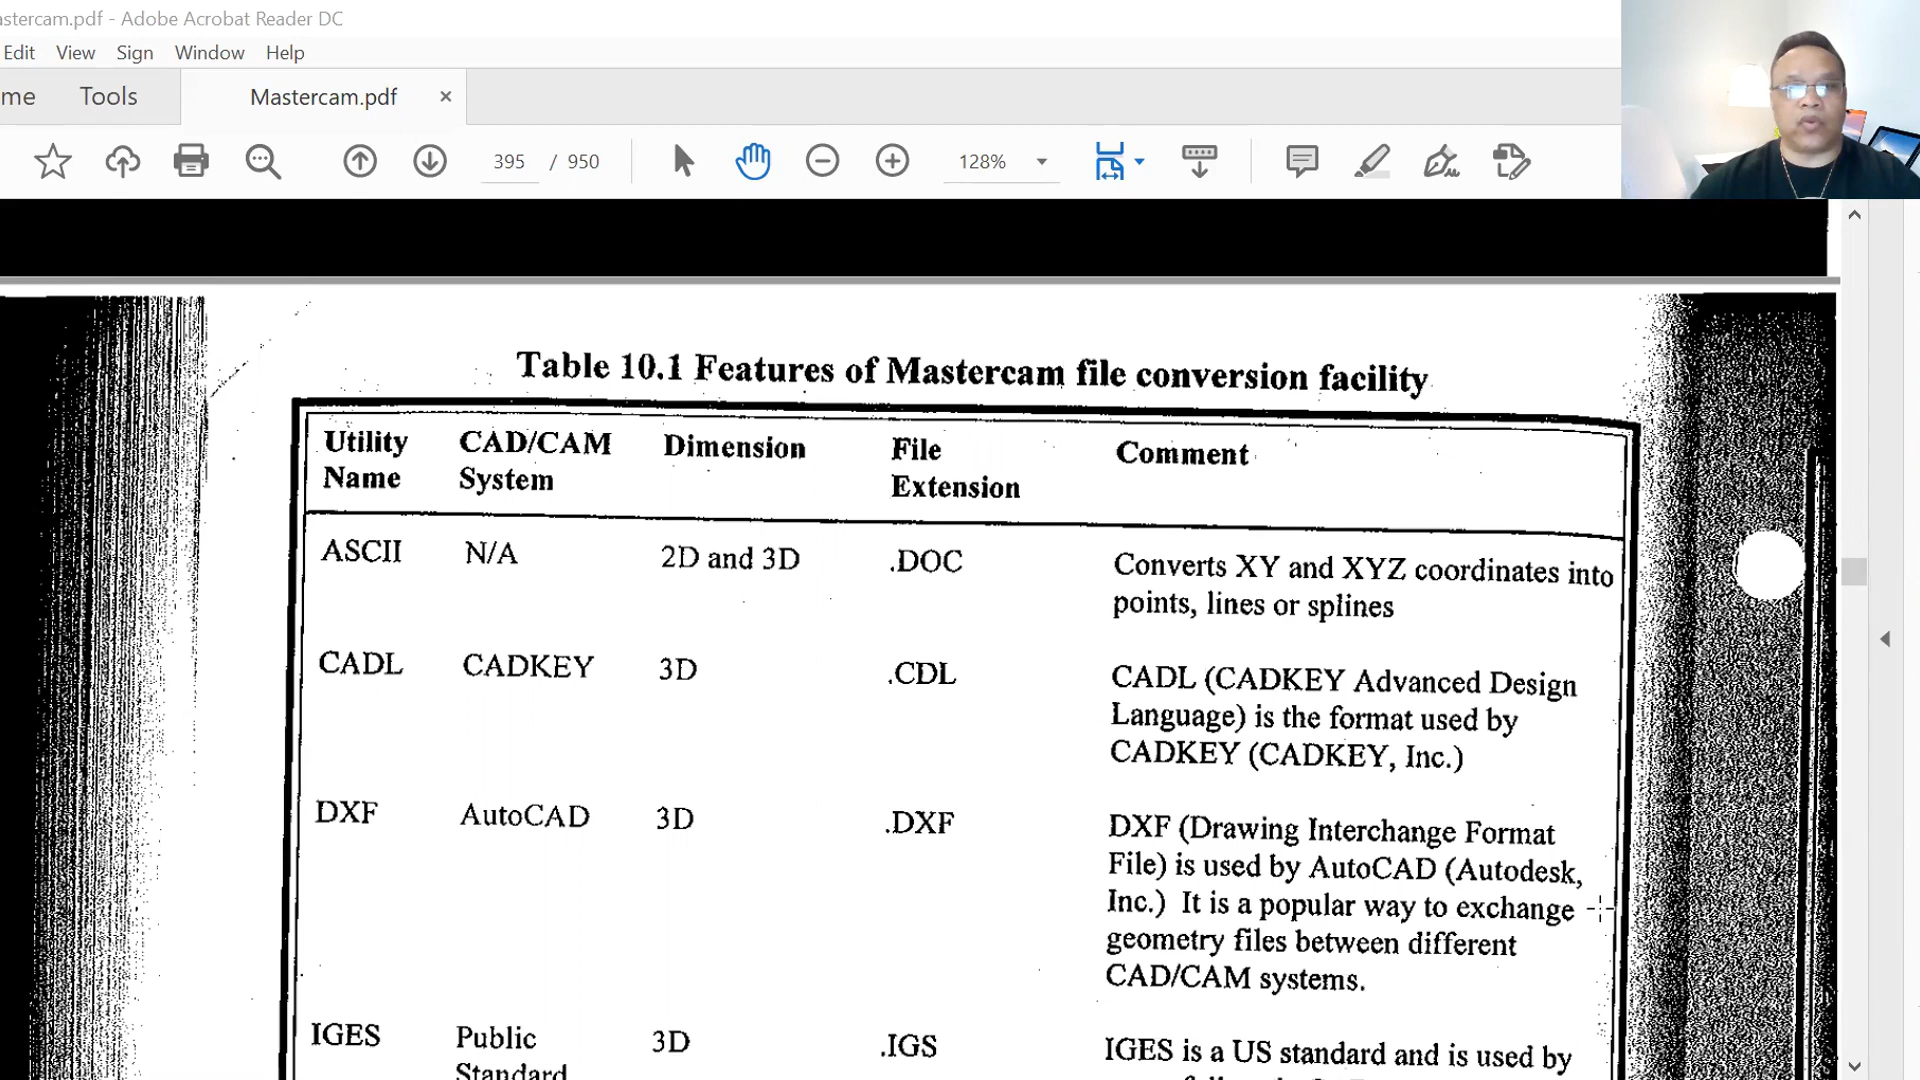 astercam.pdf - Adobe Acrobat Reader DC
Edit View Sign Window Help
me Tools Mastercam.pdf ×
395 / 950 128%
Table 10.1 Features of Mastercam file conversion facility
Utility Name CAD/CAM System Dimension File Extension Comment
ASCII N/A 2D and 3D .DOC Converts XY and XYZ coordinates into
points, lines or splines
CADL CADKEY 3D .CDL CADL (CADKEY Advanced Design
Language) is the format used by
CADKEY (CADKEY, Inc.)
DXF AutoCAD 3D .DXF DXF (Drawing Interchange Format
File) is used by AutoCAD (Autodesk,
Inc.) It is a popular way to exchange
geometry files between different
CAD/CAM systems.
IGES Public 3D .IGS IGES is a US standard and is used by
Standard